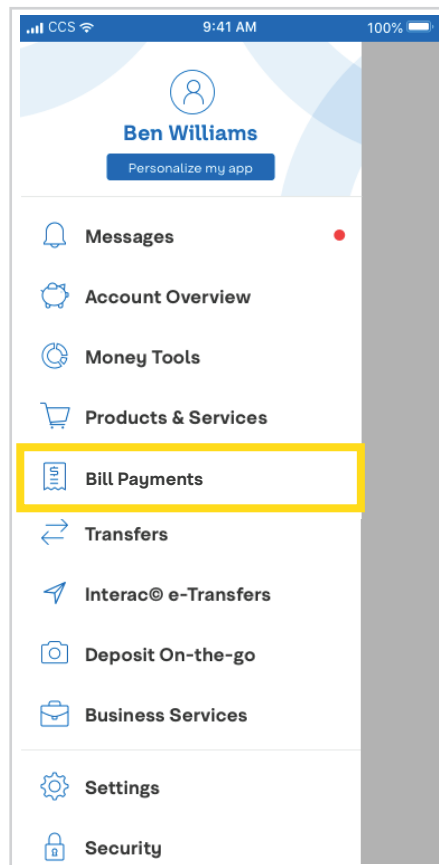 CCS 9:41 AM 100%
Ben Williams
Personalize my app
Messages
Account Overview
Money Tools
Products & Services
Bill Payments
Transfers
Interac© e-Transfers
Deposit On-the-go
Business Services
Settings
Security